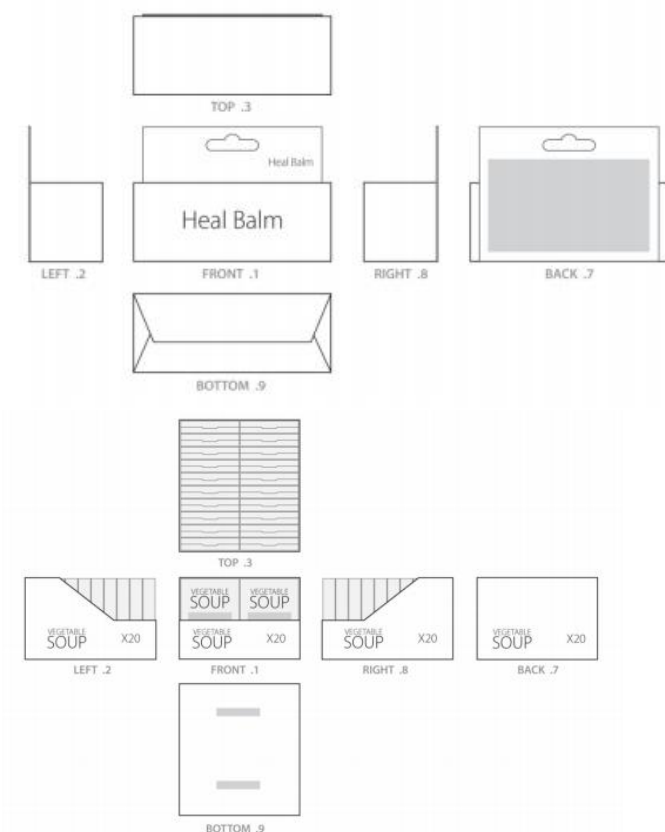 TOP .3
Heal Balm
Heal Balm
LEFT .2
FRONT .1
RIGHT .8
BACK .7
BOTTOM .9
TOP .3
VEGETABLE
SOUP
VEGETABLE
SOUP
VEGETABLE
SOUP X20
VEGETABLE
SOUP X20
VEGETABLE
SOUP X20
VEGETABLE
SOUP X20
LEFT .2
FRONT .1
RIGHT .8
BACK .7
BOTTOM .9